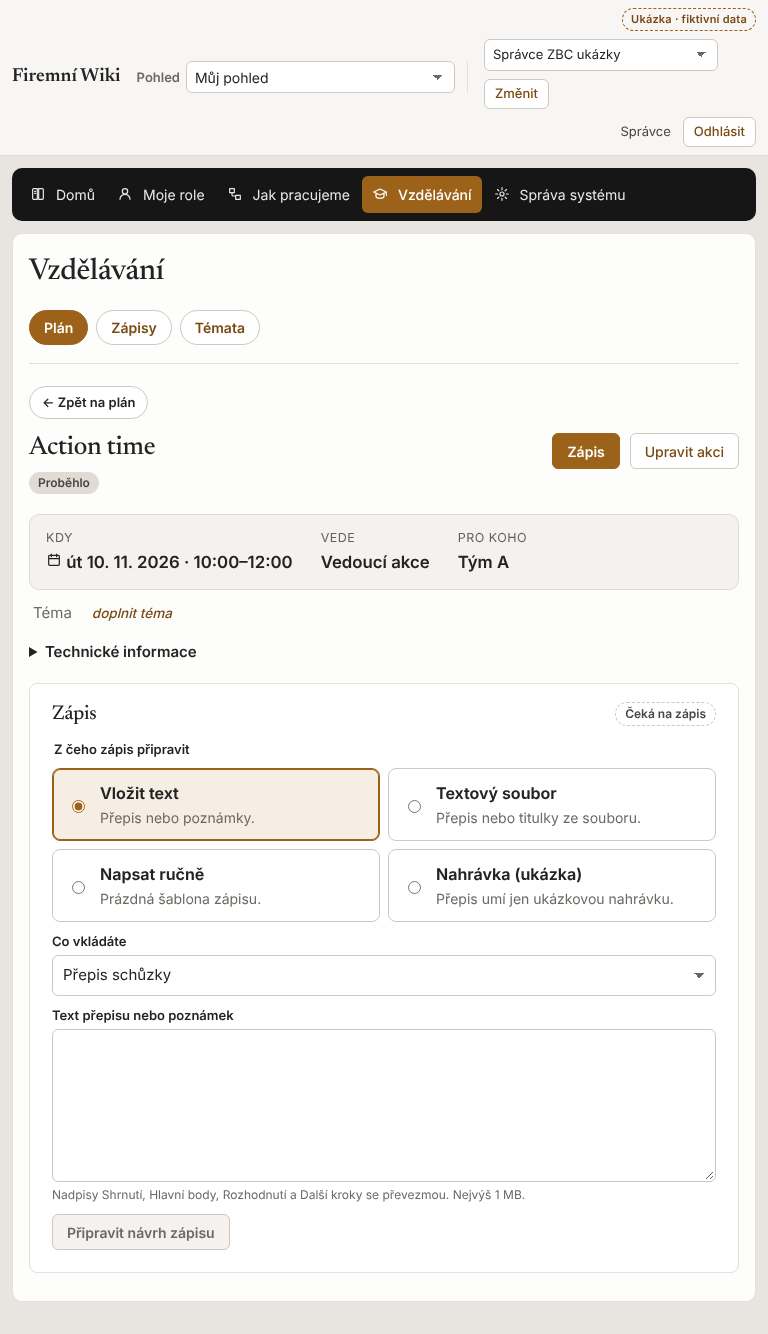 Ukázka · fiktivní data
Firemní Wiki
Pohled
Můj pohled
Správce ZBC ukázky
Změnit
Správce
Odhlásit
Domů
Moje role
Jak pracujeme
Vzdělávání
Správa systému
Vzdělávání
Plán
Zápisy
Témata
← Zpět na plán
Action time
Zápis
Upravit akci
Proběhlo
KDY
út 10. 11. 2026 · 10:00–12:00
VEDE
Vedoucí akce
PRO KOHO
Tým A
Téma
doplnit téma
Technické informace
Zápis
Čeká na zápis
Z čeho zápis připravit
Vložit text
Přepis nebo poznámky.
Textový soubor
Přepis nebo titulky ze souboru.
Napsat ručně
Prázdná šablona zápisu.
Nahrávka (ukázka)
Přepis umí jen ukázkovou nahrávku.
Co vkládáte
Přepis schůzky
Text přepisu nebo poznámek
Nadpisy Shrnutí, Hlavní body, Rozhodnutí a Další kroky se převezmou. Nejvýš 1 MB.
Připravit návrh zápisu